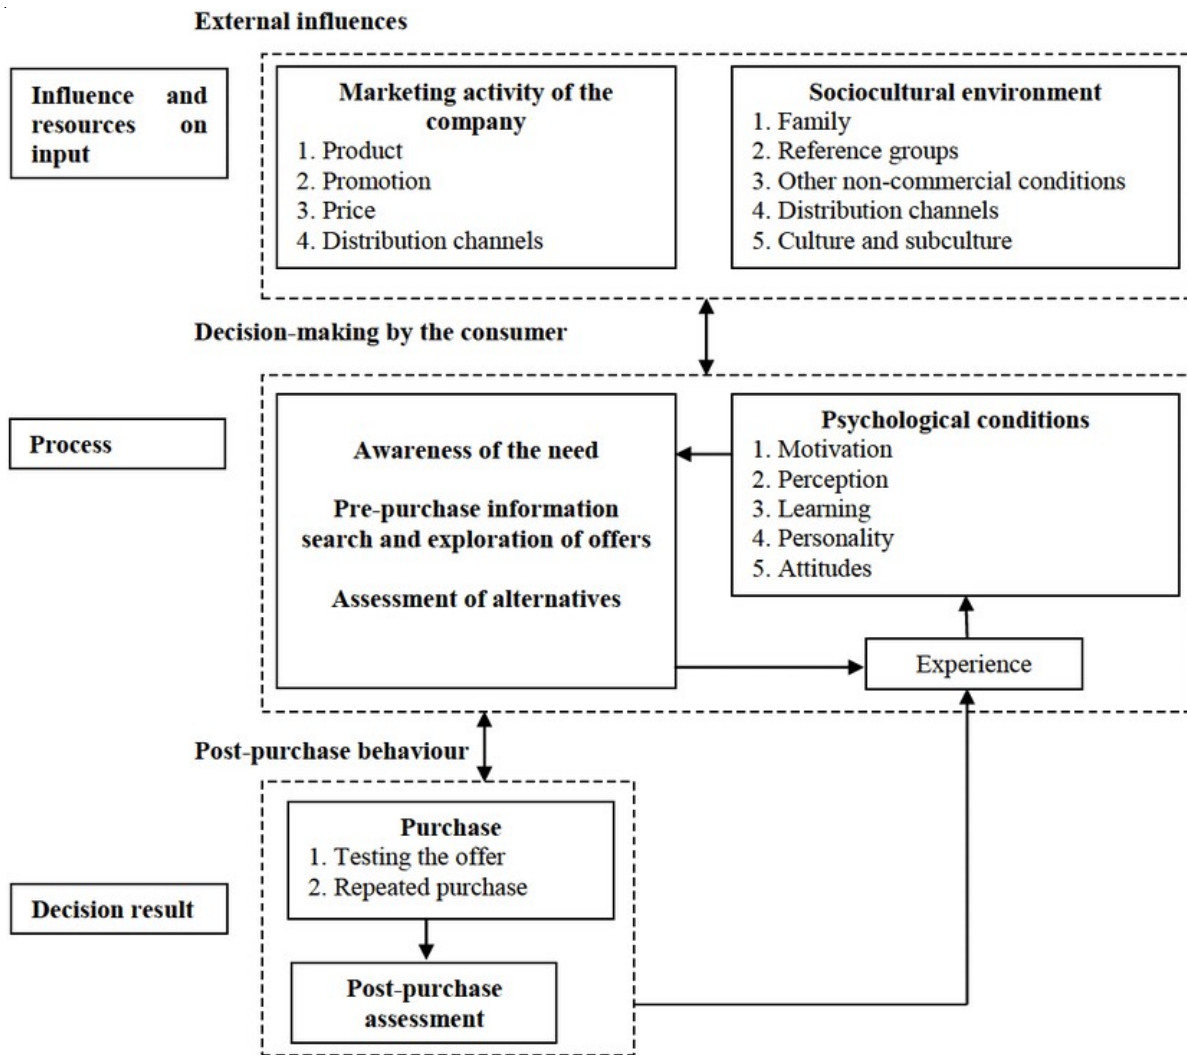 External influences
Influence and
resources on
input
Marketing activity of the
company
1. Product
2. Promotion
3. Price
4. Distribution channels
Sociocultural environment
1. Family
2. Reference groups
3. Other non-commercial conditions
4. Distribution channels
5. Culture and subculture
Decision-making by the consumer
Process
Awareness of the need
Pre-purchase information
search and exploration of offers
Assessment of alternatives
Psychological conditions
1. Motivation
2. Perception
3. Learning
4. Personality
5. Attitudes
Experience
Post-purchase behaviour
Decision result
Purchase
1. Testing the offer
2. Repeated purchase
Post-purchase
assessment